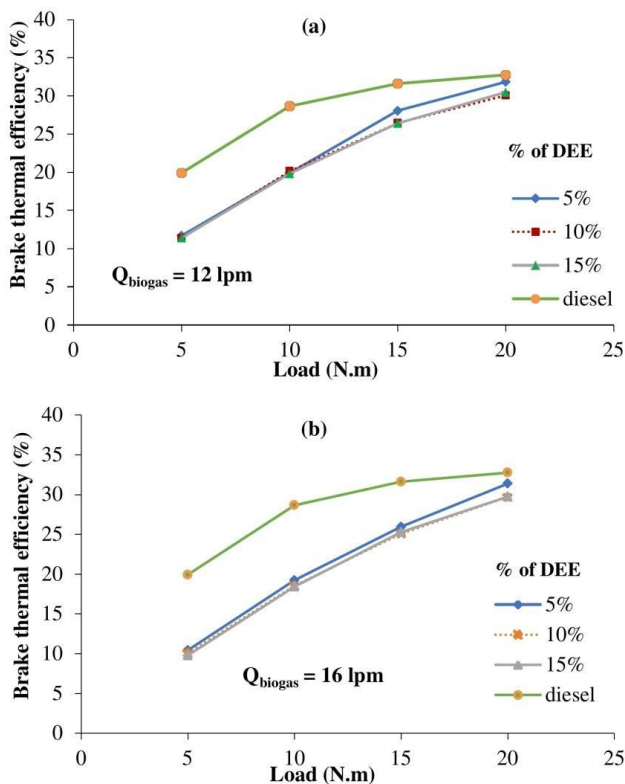 (a)
Brake thermal efficiency (%)
40
35
30
25
20
15
10
5
0
0 5 10 15 20 25
Load (N.m)
Q_biogas = 12 lpm
% of DEE
5%
10%
15%
diesel
(b)
Brake thermal efficiency (%)
40
35
30
25
20
15
10
5
0
0 5 10 15 20 25
Load (N.m)
Q_biogas = 16 lpm
% of DEE
5%
10%
15%
diesel